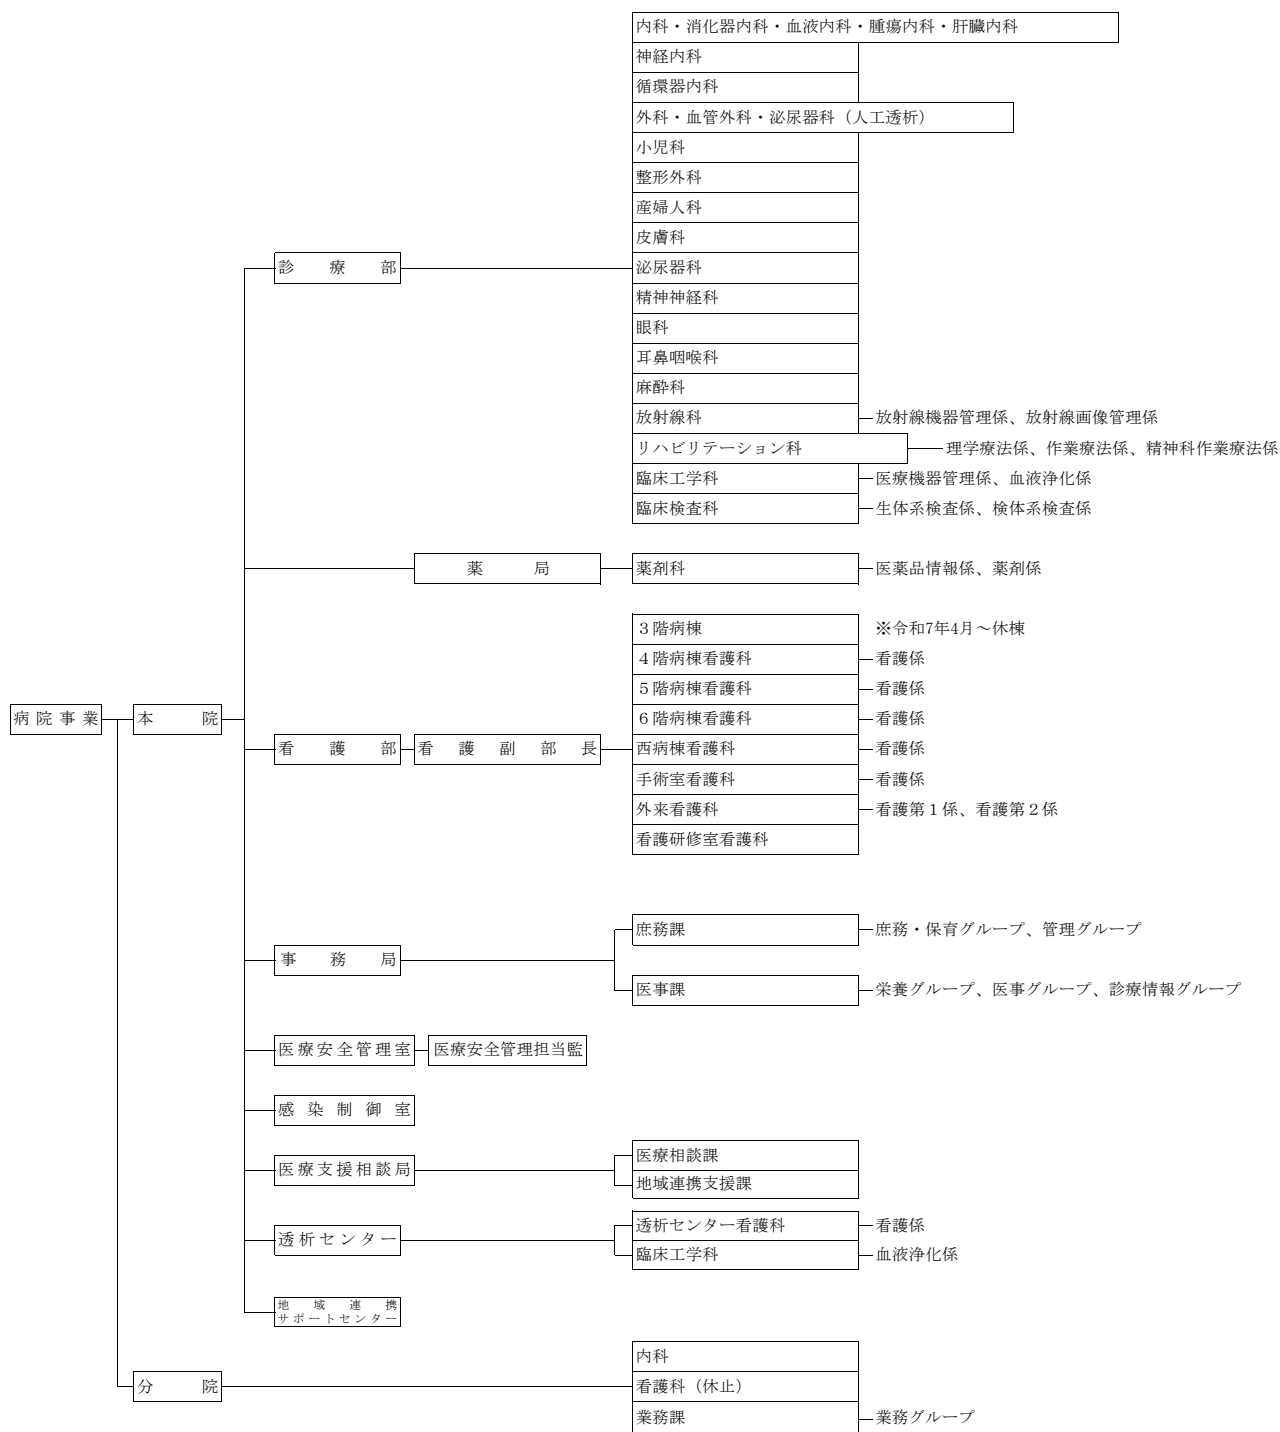 内科・消化器内科・血液内科・腫瘍内科・肝臓内科
神経内科
循環器内科
外科・血管外科・泌尿器科（人工透析）
小児科
整形外科
産婦人科
皮膚科
診療部 泌尿器科
精神神経科
眼科
耳鼻咽喉科
麻酔科
放射線科 放射線機器管理係、放射線画像管理係
リハビリテーション科 理学療法係、作業療法係、精神科作業療法係
臨床工学科 医療機器管理係、血液浄化係
臨床検査科 生体系検査係、検体系検査係
薬局 薬剤科 医薬品情報係、薬剤係
３階病棟 ※令和7年4月～休棟
４階病棟看護科 看護係
５階病棟看護科 看護係
病院事業 本院 ６階病棟看護科 看護係
看護部 看護副部長 西病棟看護科 看護係
手術室看護科 看護係
外来看護科 看護第１係、看護第２係
看護研修室看護科
庶務課 庶務・保育グループ、管理グループ
事務局
医事課 栄養グループ、医事グループ、診療情報グループ
医療安全管理室 医療安全管理担当監
感染制御室
医療相談課
医療支援相談局
地域連携支援課
透析センター看護科 看護係
透析センター
臨床工学科 血液浄化係
地域連携
サポートセンター
内科
分院 看護科（休止）
業務課 業務グループ